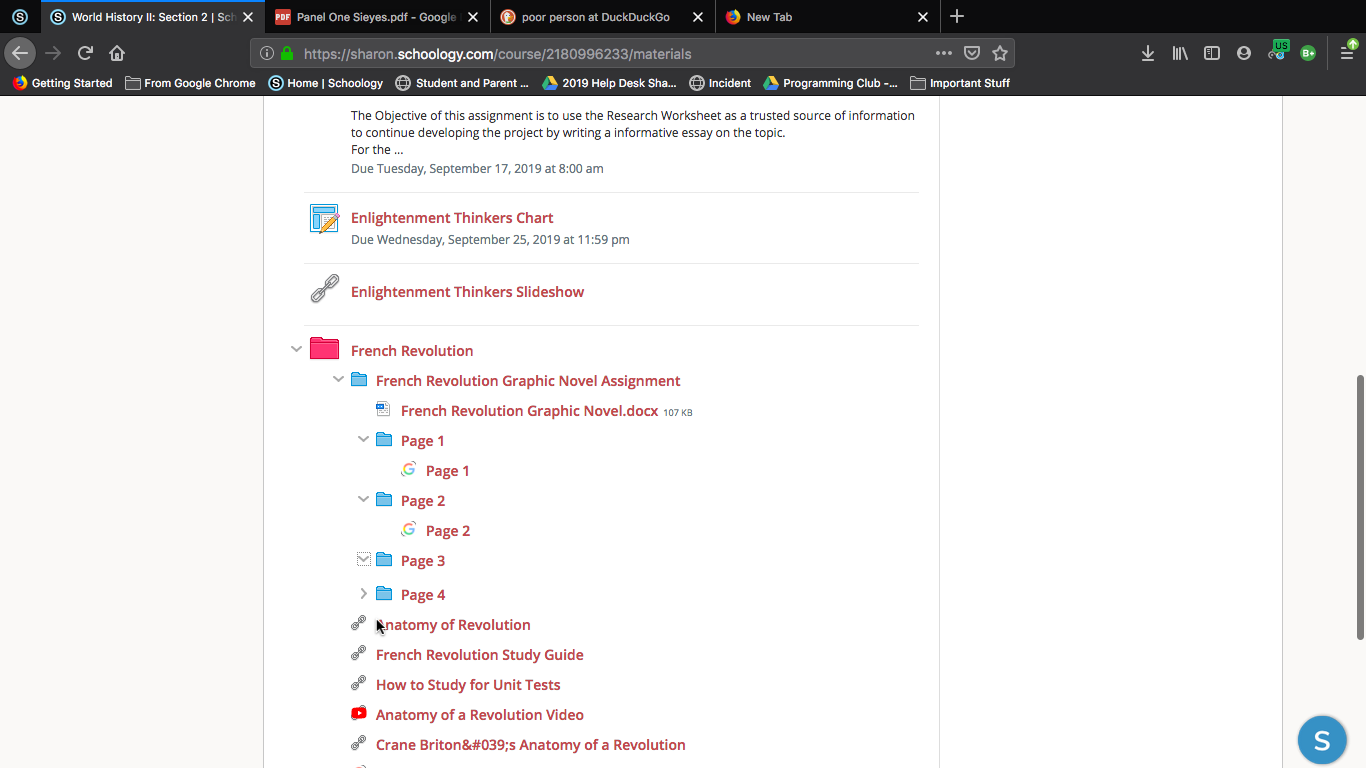 World History II: Section 2 | Sch
Panel One Sieyes.pdf - Google
poor person at DuckDuckGo
New Tab
https://sharon.schoology.com/course/2180996233/materials
US
B+
Getting Started
From Google Chrome
Home | Schoology
Student and Parent ...
2019 Help Desk Sha...
Incident
Programming Club -...
Important Stuff
The Objective of this assignment is to use the Research Worksheet as a trusted source of information
to continue developing the project by writing a informative essay on the topic.
For the ...
Due Tuesday, September 17, 2019 at 8:00 am
Enlightenment Thinkers Chart
Due Wednesday, September 25, 2019 at 11:59 pm
Enlightenment Thinkers Slideshow
French Revolution
French Revolution Graphic Novel Assignment
French Revolution Graphic Novel.docx 107 KB
Page 1
Page 1
Page 2
Page 2
Page 3
Page 4
Anatomy of Revolution
French Revolution Study Guide
How to Study for Unit Tests
Anatomy of a Revolution Video
Crane Briton&#039;s Anatomy of a Revolution
S